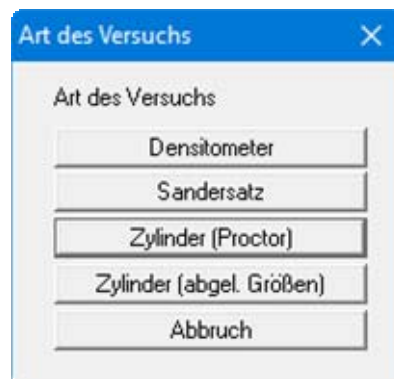 Art des Versuchs
Art des Versuchs
Densitometer
Sandersatz
Zylinder (Proctor)
Zylinder (abgel. Größen)
Abbruch